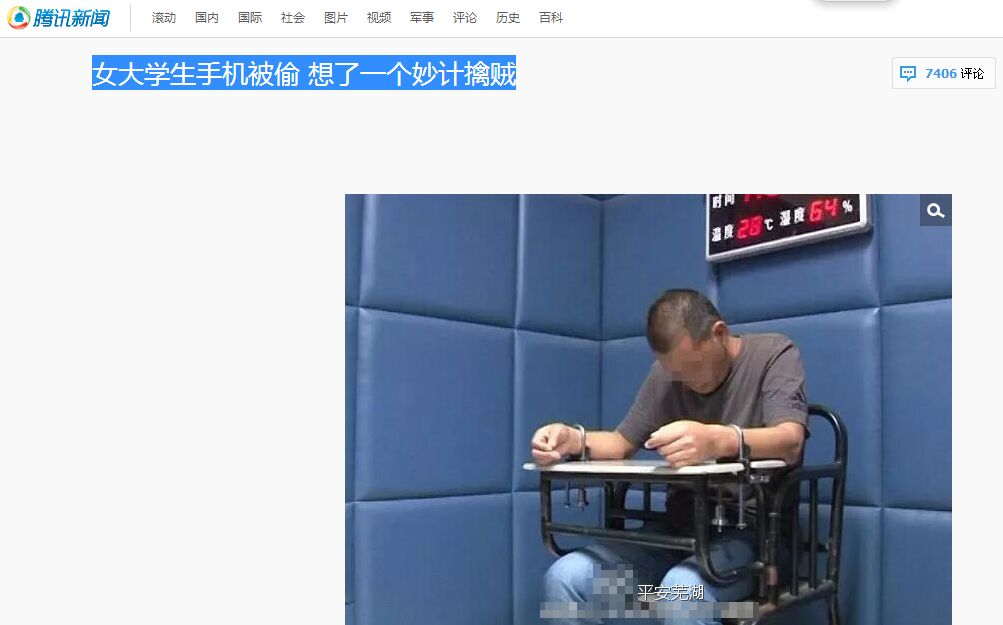 腾讯新闻 滚动 国内 国际 社会 图片 视频 军事 评论 历史 百科
女大学生手机被偷 想了一个妙计擒贼
7406 评论
时间
温度 28 ℃ 湿度 64 %
平安芜湖